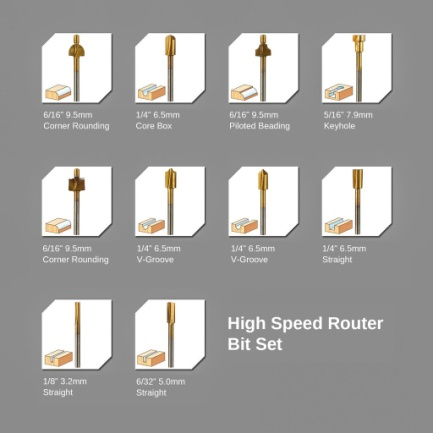 6/16" 9.5mm
Corner Rounding
1/4" 6.5mm
Core Box
6/16" 9.5mm
Piloted Beading
5/16" 7.9mm
Keyhole
6/16" 9.5mm
Corner Rounding
1/4" 6.5mm
V-Groove
1/4" 6.5mm
V-Groove
1/4" 6.5mm
Straight
1/8" 3.2mm
Straight
6/32" 5.0mm
Straight
High Speed Router
Bit Set